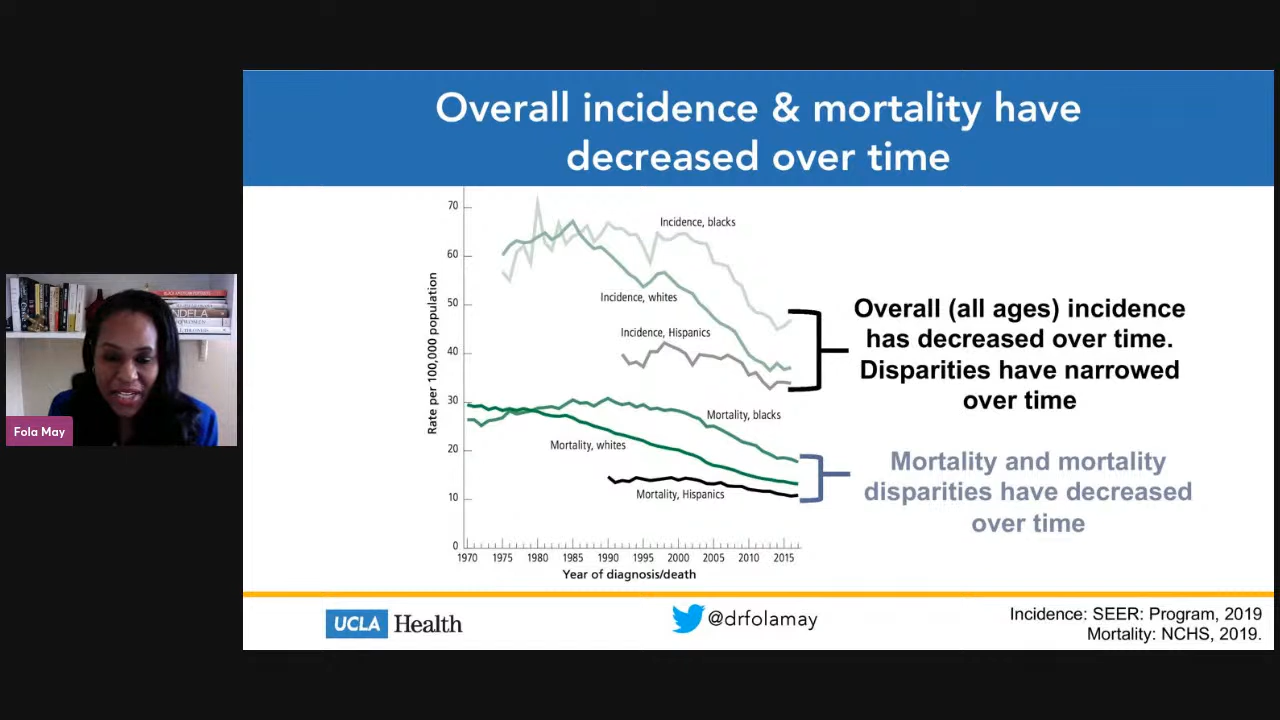 Overall incidence & mortality have
decreased over time
70
60
50
40
30
20
10
0
Rate per 100,000 population
Incidence, blacks
Incidence, whites
Incidence, Hispanics
Mortality, blacks
Mortality, whites
Mortality, Hispanics
1970 1975 1980 1985 1990 1995 2000 2005 2010 2015
Year of diagnosis/death
Overall (all ages) incidence
has decreased over time.
Disparities have narrowed
over time
Mortality and mortality
disparities have decreased
over time
Fola May
UCLA Health
@drfolamay
Incidence: SEER: Program, 2019
Mortality: NCHS, 2019.